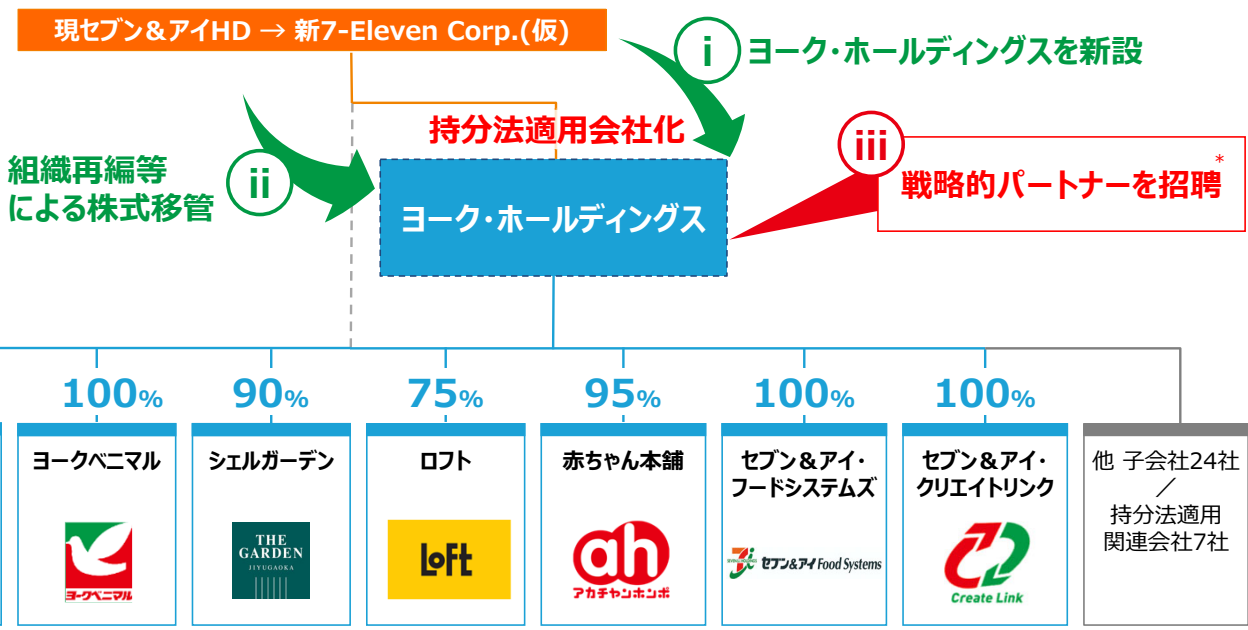 現セブン&アイHD → 新7-Eleven Corp.(仮)
i
ヨーク・ホールディングスを新設
持分法適用会社化
iii
戦略的パートナーを招聘
*
組織再編等
による株式移管
ii
ヨーク・ホールディングス
100%
90%
75%
95%
100%
100%
ヨークベニマル
ヨークベニマル
シェルガーデン
THE
GARDEN
JIYUGAOKA
ロフト
LoFt
赤ちゃん本舗
ah
アカチャンホンポ
セブン&アイ・
フードシステムズ
セブン&アイ Food Systems
セブン&アイ・
クリエイトリンク
Create Link
他 子会社24社
/
持分法適用
関連会社7社